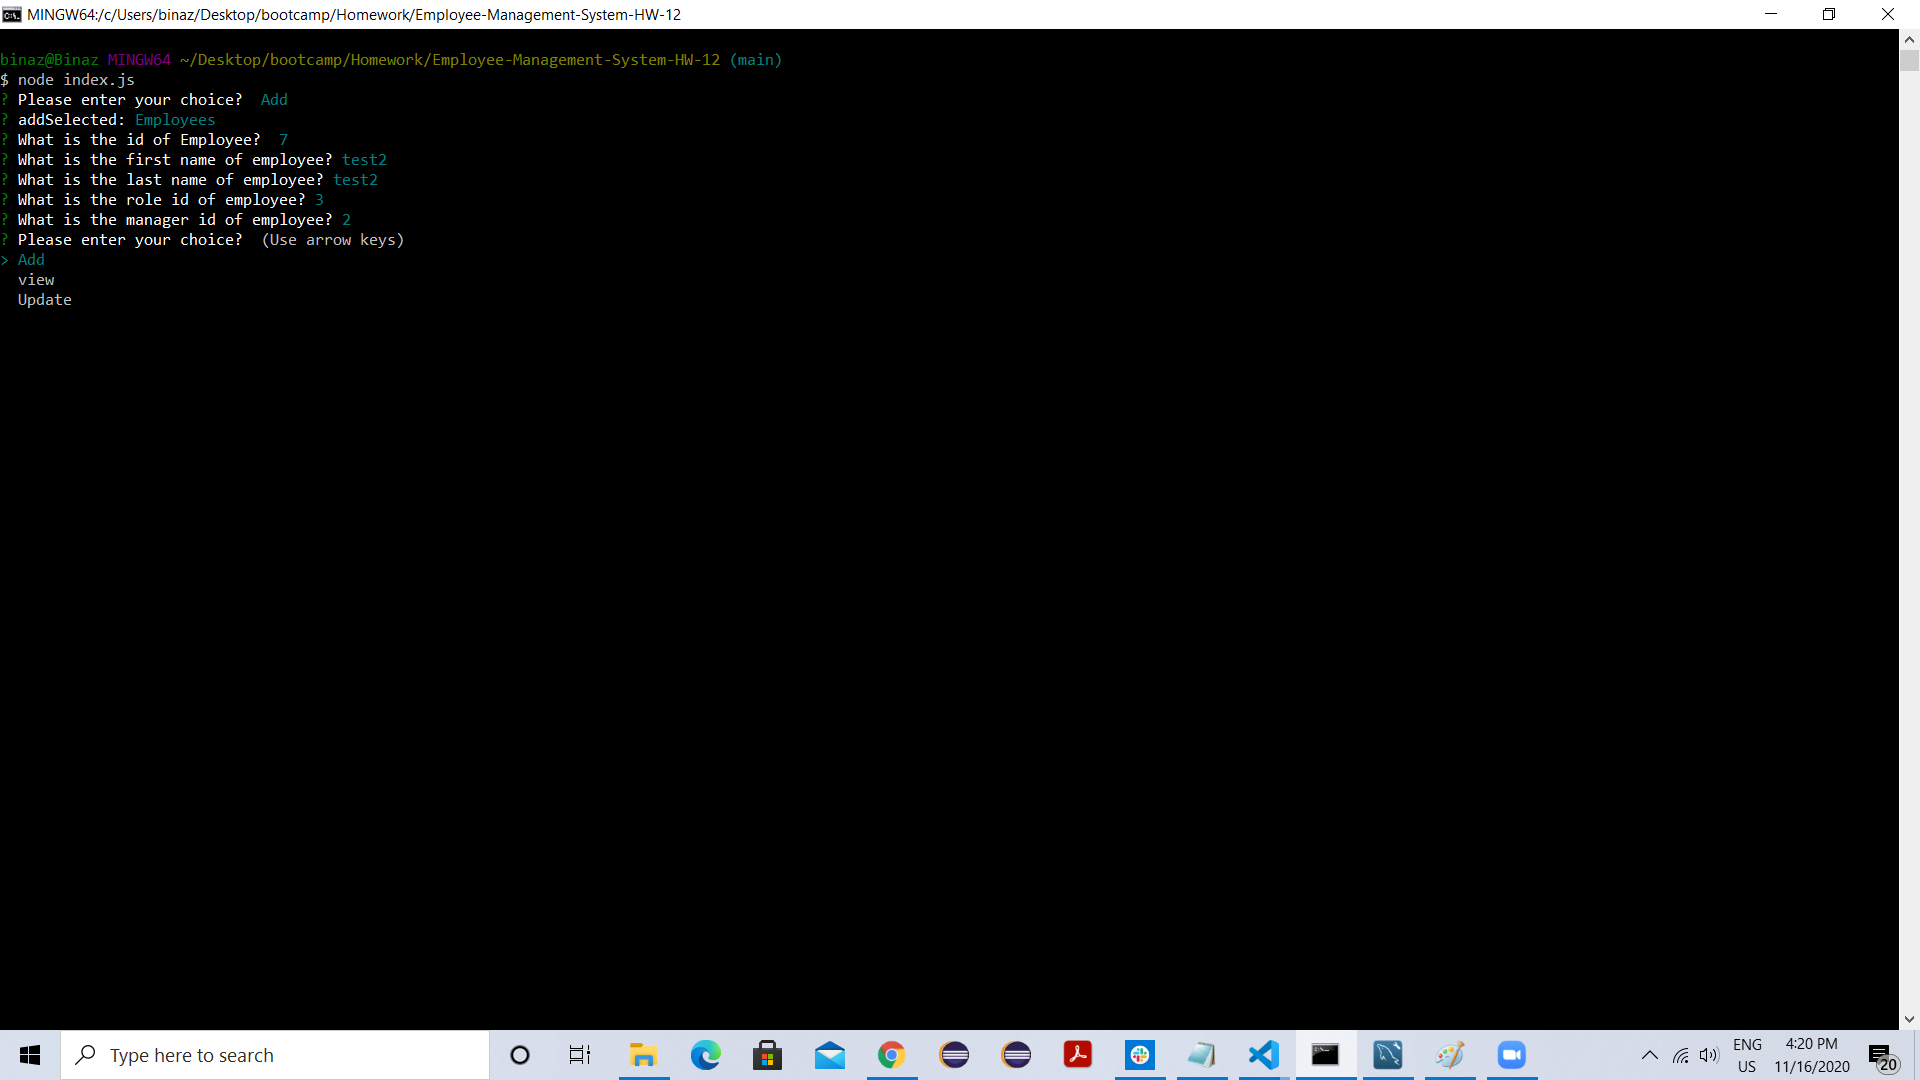 MINGW64:/c/Users/binaz/Desktop/bootcamp/Homework/Employee-Management-System-HW-12
binaz@Binaz MINGW64 ~/Desktop/bootcamp/Homework/Employee-Management-System-HW-12 (main)
$ node index.js
? Please enter your choice?  Add
? addSelected: Employees
? What is the id of Employee?  7
? What is the first name of employee? test2
? What is the last name of employee? test2
? What is the role id of employee? 3
? What is the manager id of employee? 2
? Please enter your choice?  (Use arrow keys)
> Add
  view
  Update
Type here to search
ENG
US
4:20 PM
11/16/2020
20